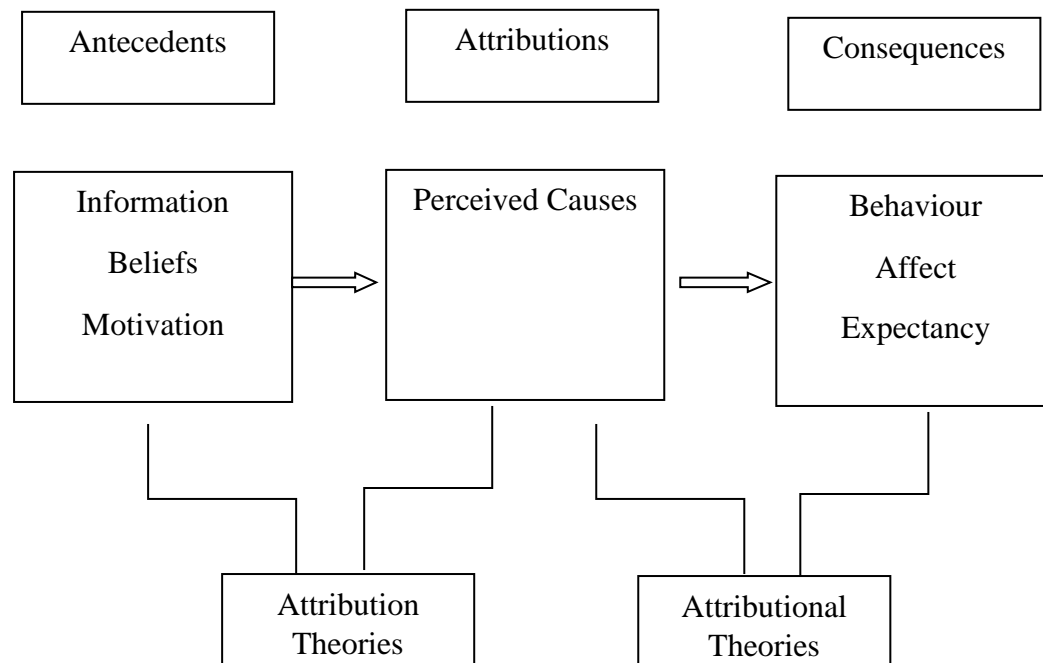 Antecedents
Attributions
Consequences
Information
Beliefs
Motivation
Perceived Causes
Behaviour
Affect
Expectancy
Attribution
Theories
Attributional
Theories